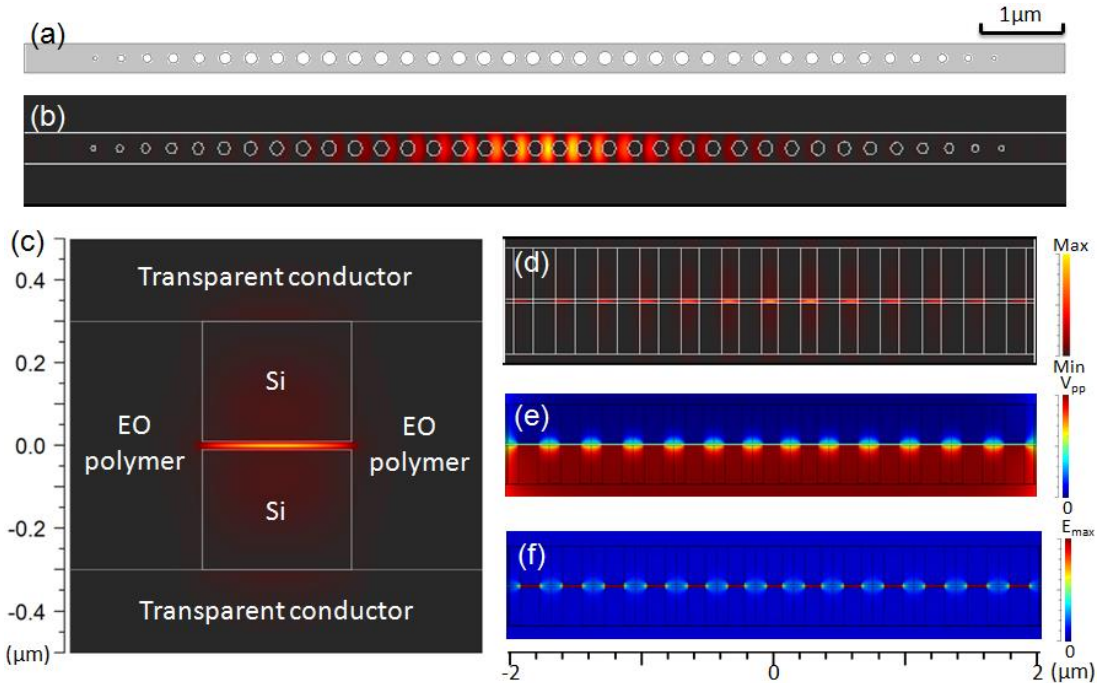 (a)
1μm
(b)
(c)
0.4
0.2
0.0
-0.2
-0.4
(μm)
Transparent conductor
Si
EO
polymer
EO
polymer
Si
Transparent conductor
(d)
Max
Min
(e)
Vpp
0
(f)
Emax
0
-2
0
2
(μm)